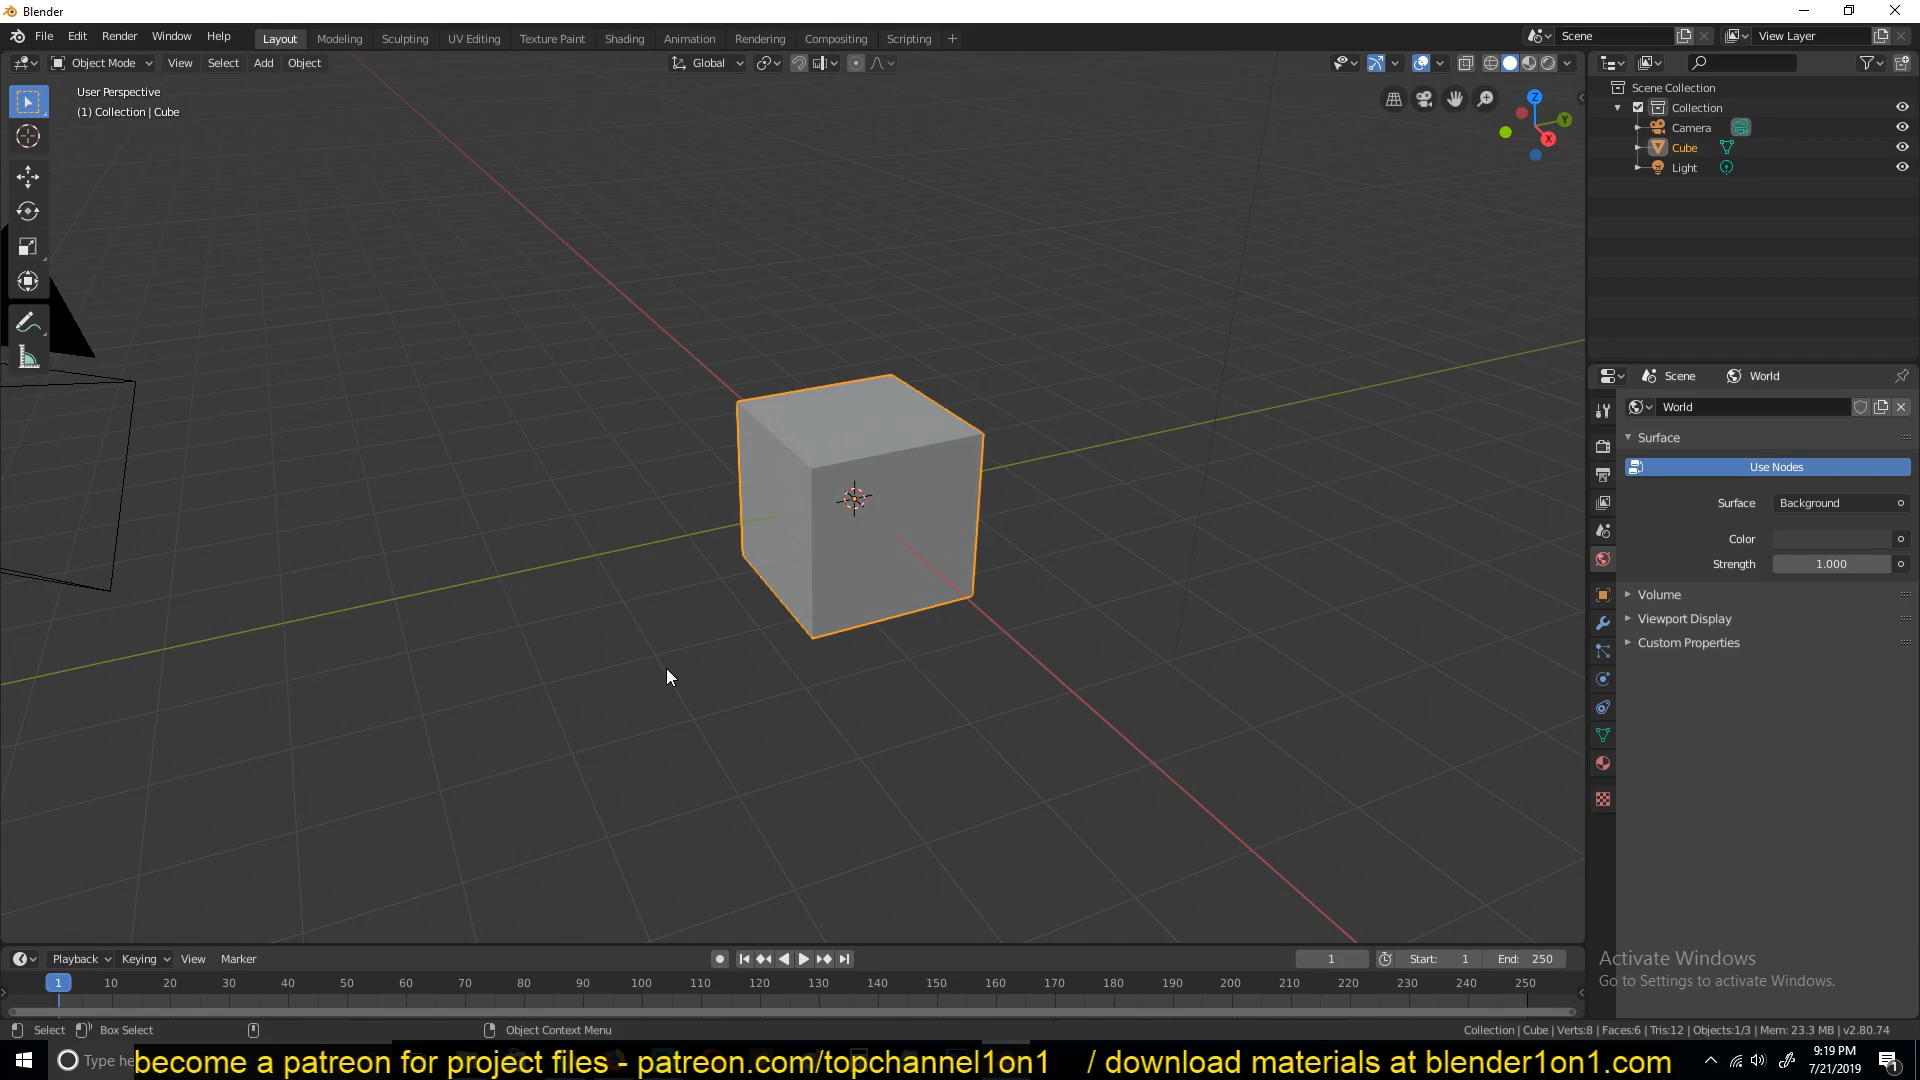 Blender
File Edit Render Window Help Layout Modeling Sculpting UV Editing Texture Paint Shading Animation Rendering Compositing Scripting + Scene View Layer
Object Mode View Select Add Object Global
User Perspective
(1) Collection | Cube
Z
Y
X
Scene Collection
Collection
Camera
Cube
Light
Scene World
World
Surface
Use Nodes
Surface Background
Color
Strength 1.000
Volume
Viewport Display
Custom Properties
Activate Windows
Go to Settings to activate Windows.
Playback Keying View Marker 1 Start: 1 End: 250
1 10 20 30 40 50 60 70 80 90 100 110 120 130 140 150 160 170 180 190 200 210 220 230 240 250
Select Box Select Object Context Menu Collection | Cube | Verts:8 | Faces:6 | Tris:12 | Objects:1/3 | Mem: 23.3 MB | v2.80.74
Type he
become a patreon for project files - patreon.com/topchannel1on1 / download materials at blender1on1.com
9:19 PM
7/21/2019
1